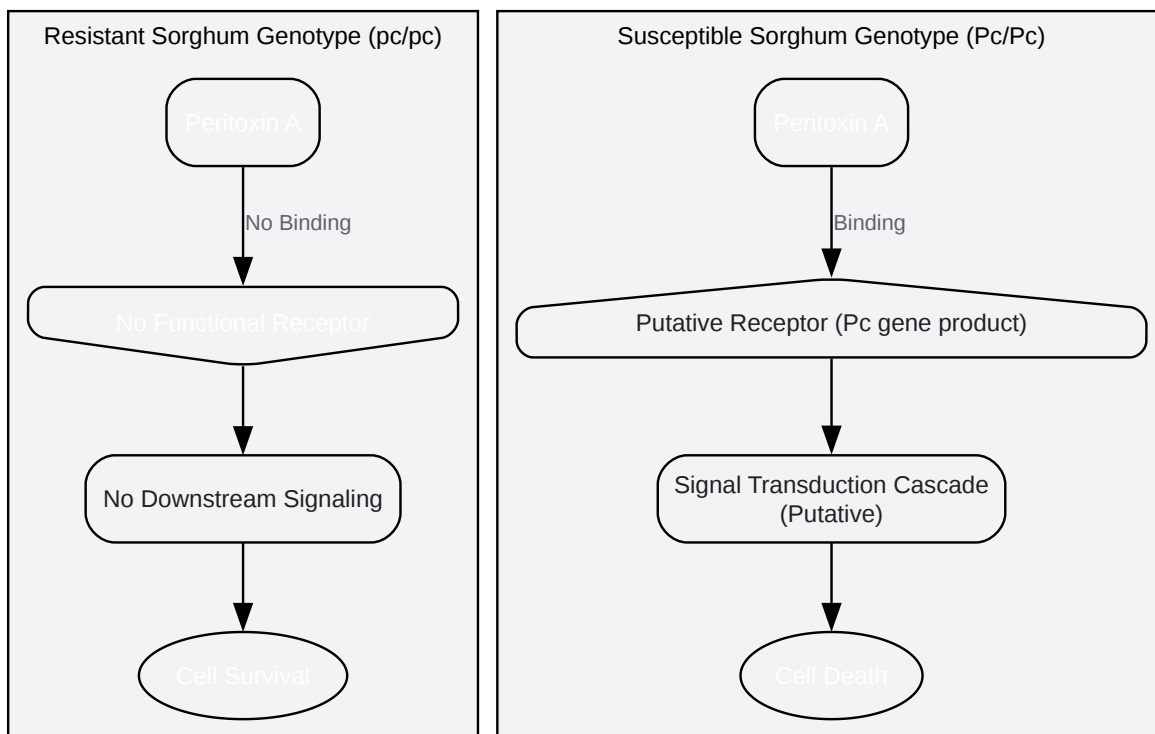 Resistant Sorghum Genotype (pc/pc)
Peritoxin A
No Binding
No Functional Receptor
No Downstream Signaling
Cell Survival
Susceptible Sorghum Genotype (Pc/Pc)
Peritoxin A
Binding
Putative Receptor (Pc gene product)
Signal Transduction Cascade
(Putative)
Cell Death